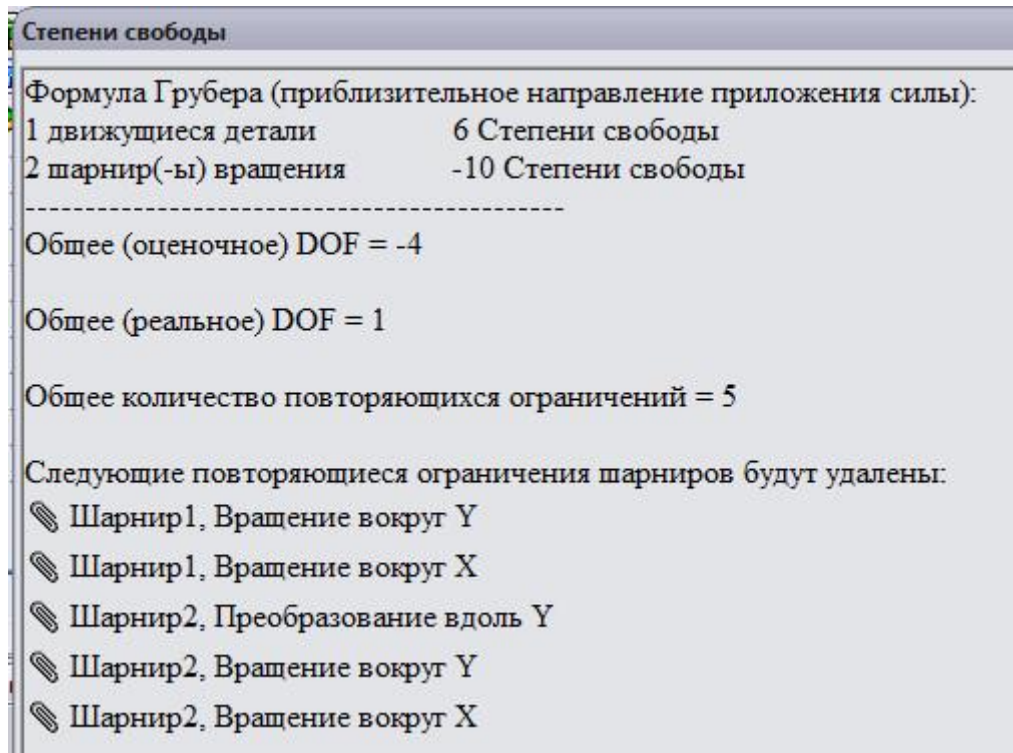 Степени свободы
Формула Грубера (приблизительное направление приложения силы):
1 движущиеся детали 6 Степени свободы
2 шарнир(-ы) вращения -10 Степени свободы
---------------------------------------------
Общее (оценочное) DOF = -4
Общее (реальное) DOF = 1
Общее количество повторяющихся ограничений = 5
Следующие повторяющиеся ограничения шарниров будут удалены:
Шарнир1, Вращение вокруг Y
Шарнир1, Вращение вокруг X
Шарнир2, Преобразование вдоль Y
Шарнир2, Вращение вокруг Y
Шарнир2, Вращение вокруг X